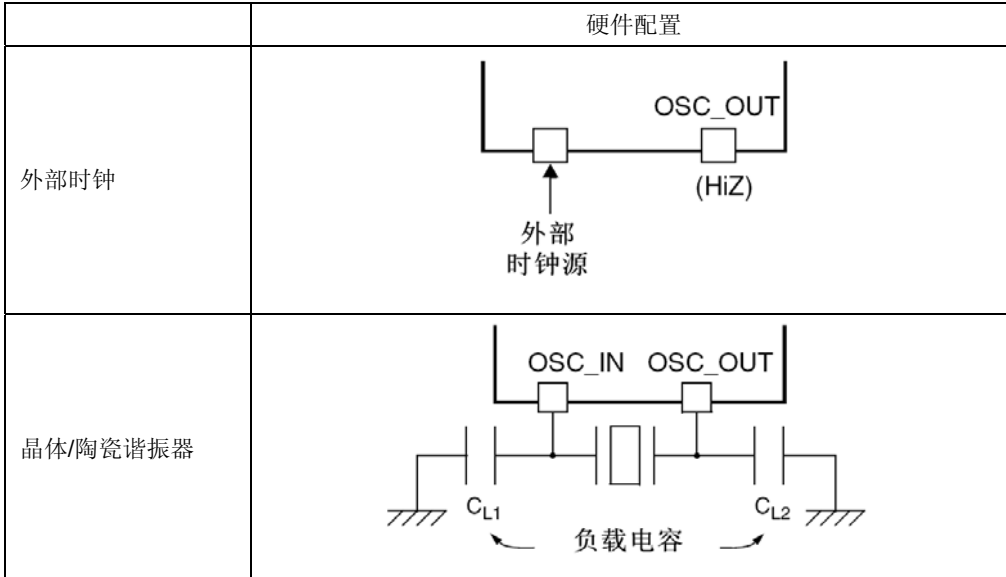 硬件配置
外部时钟
OSC_OUT
(HiZ)
外部
时钟源
晶体/陶瓷谐振器
OSC_IN OSC_OUT
CL1 CL2
负载电容